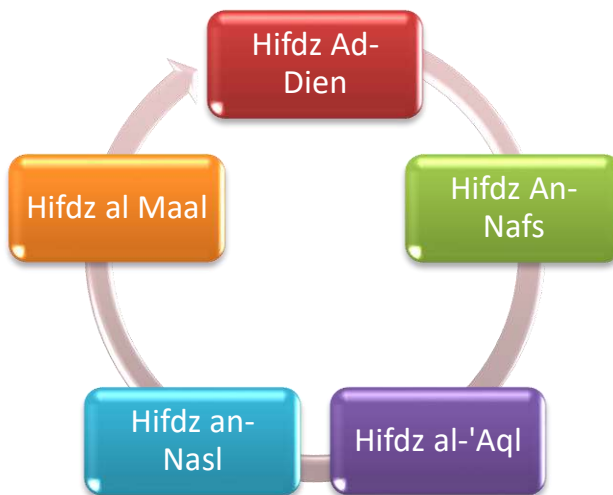 Hifdz Ad-
Dien
Hifdz An-
Nafs
Hifdz al-'Aql
Hifdz an-
Nasl
Hifdz al Maal